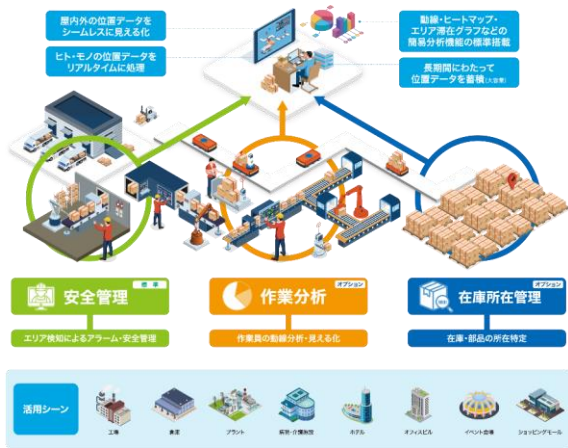 屋内外の位置データを
シームレスに見える化
ヒト・モノの位置データを
リアルタイムに処理
動線・ヒートマップ・
エリア滞在グラフなどの
簡易分析機能の標準搭載
長期間にわたって
位置データを蓄積(大容量)
安全管理
標準
エリア検知によるアラーム・安全管理
作業分析
オプション
作業員の動線分析・見える化
在庫所在管理
オプション
在庫・部品の所在特定
活用シーン
工場
倉庫
プラント
病院・介護施設
ホテル
オフィスビル
イベント会場
ショッピングモール